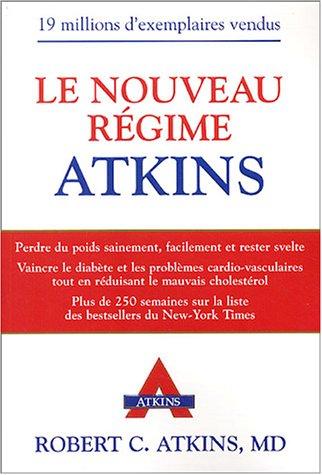 19 millions d'exemplaires vendus
LE NOUVEAU
RÉGIME
ATKINS
Perdre du poids sainement, facilement et rester svelte
Vaincre le diabète et les problèmes cardio-vasculaires
tout en réduisant le mauvais cholestérol
Plus de 250 semaines sur la liste
des bestsellers du New-York Times
A
ATKINS
ROBERT C. ATKINS, MD